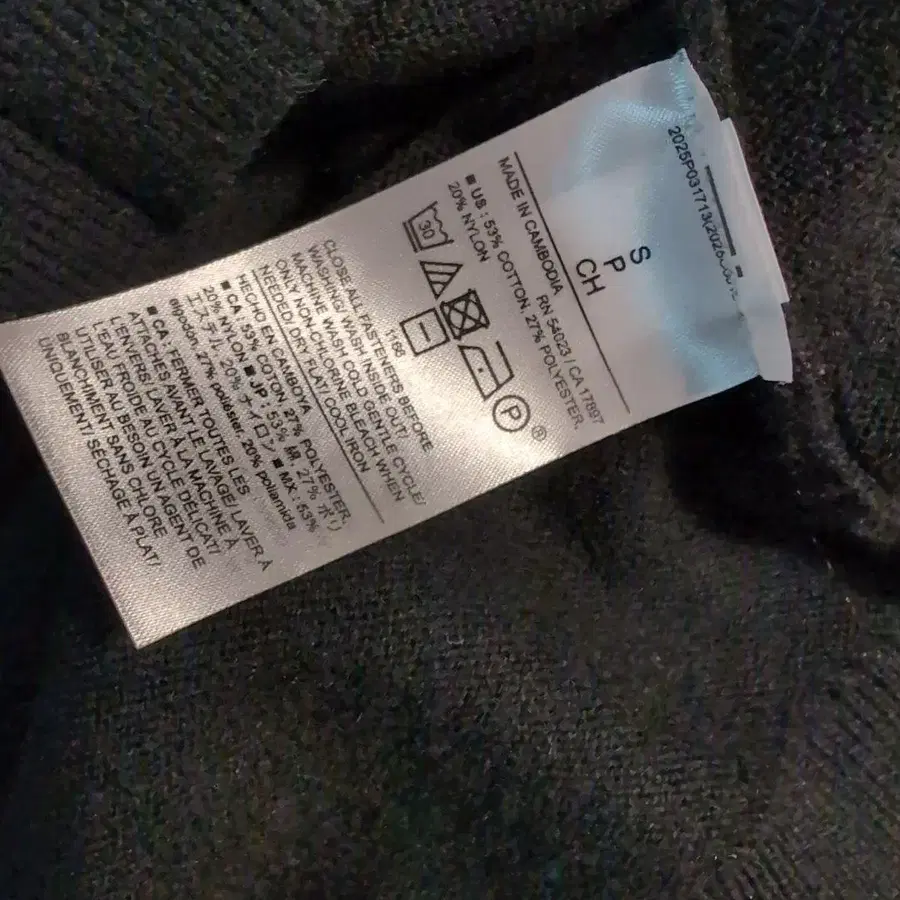 S
P
CH
MADE IN CAMBODIA RN 54023 / CA 17897
■ US : 53% COTTON, 27% POLYESTER,
20% NYLON
30
P
®
1166
CLOSE ALL FASTENERS BEFORE
WASHING/ WASH INSIDE OUT/
MACHINE WASH COLD GENTLE CYCLE/
ONLY NON-CHLORINE BLEACH WHEN
NEEDED/ DRY FLAT/ COOL IRON
HECHO EN CAMBOYA
■ CA : 53% COTON, 27% POLYESTER,
20% NYLON ■ JP : 53% 綿, 27% ポリ
エステル, 20% ナイロン ■ MX : 53%
algodón, 27% poliéster, 20% poliamida
■ CA : FERMER TOUTES LES
ATTACHES AVANT LE LAVAGE/ LAVER À
L'ENVERS/ LAVER À LA MACHINE À
L'EAU FROIDE AU CYCLE DÉLICAT/
UTILISER AU BESOIN UN AGENT DE
BLANCHIMENT SANS CHLORE
UNIQUEMENT/ SÉCHAGE À PLAT/